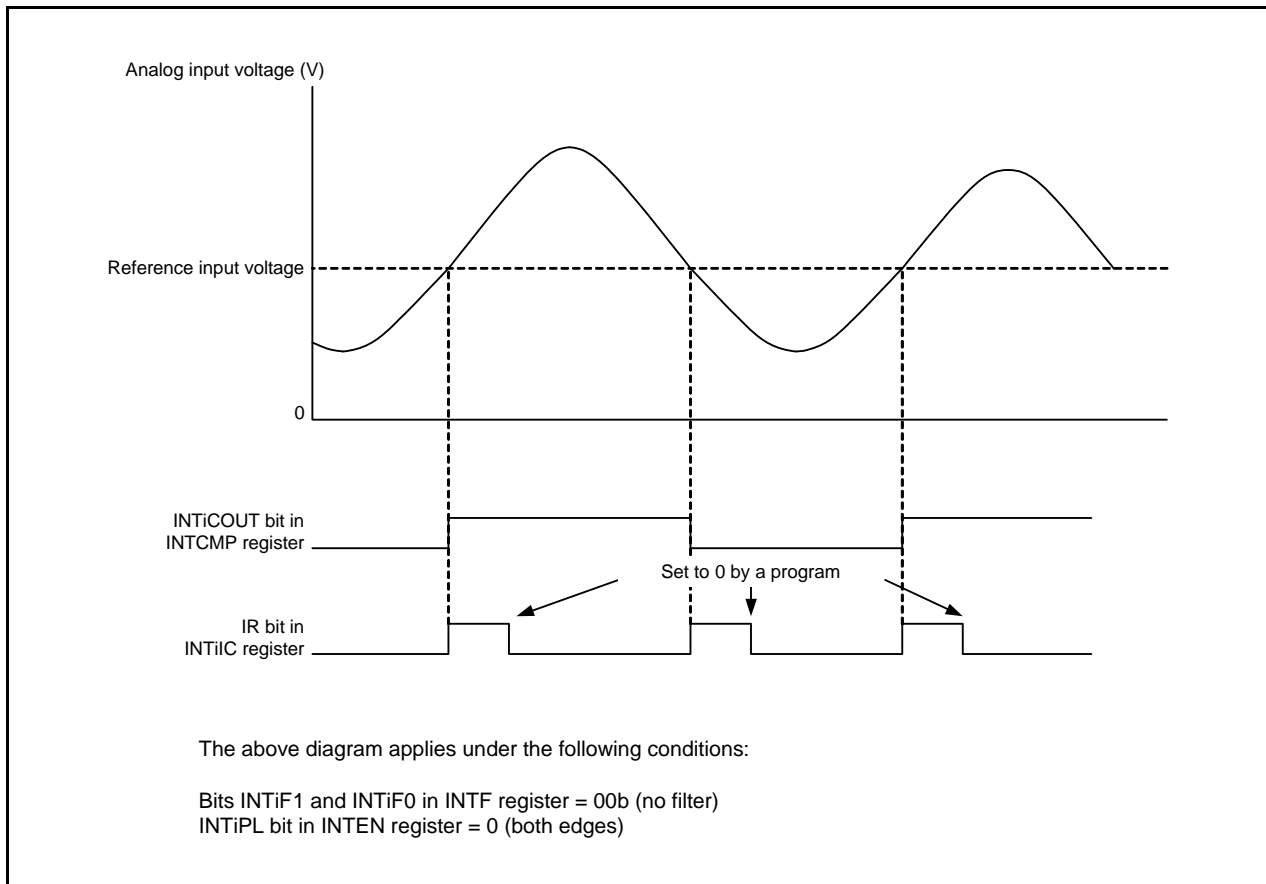 Analog input voltage (V)
Reference input voltage
0
INTiCOUT bit in
INTCMP register
Set to 0 by a program
IR bit in
INTiIC register
The above diagram applies under the following conditions:
Bits INTiF1 and INTiF0 in INTF register = 00b (no filter)
INTiPL bit in INTEN register = 0 (both edges)